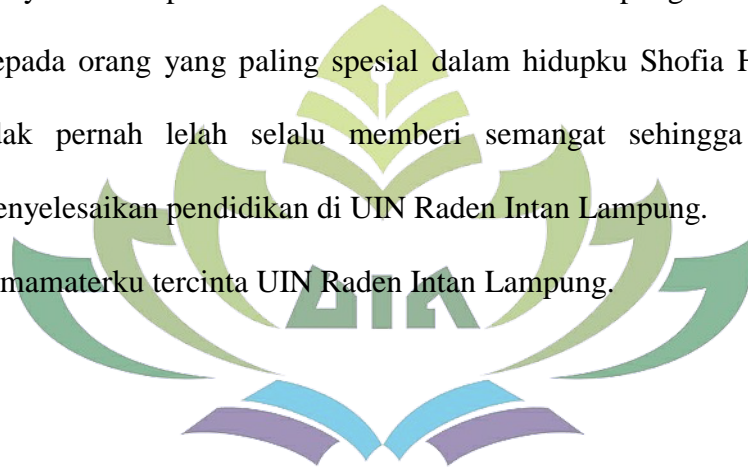 epada orang yang paling spesial dalam hidupku Shofia H
dak pernah lelah selalu memberi semangat sehingga
enyelesaikan pendidikan di UIN Raden Intan Lampung.
mamaterku tercinta UIN Raden Intan Lampung.
UIN